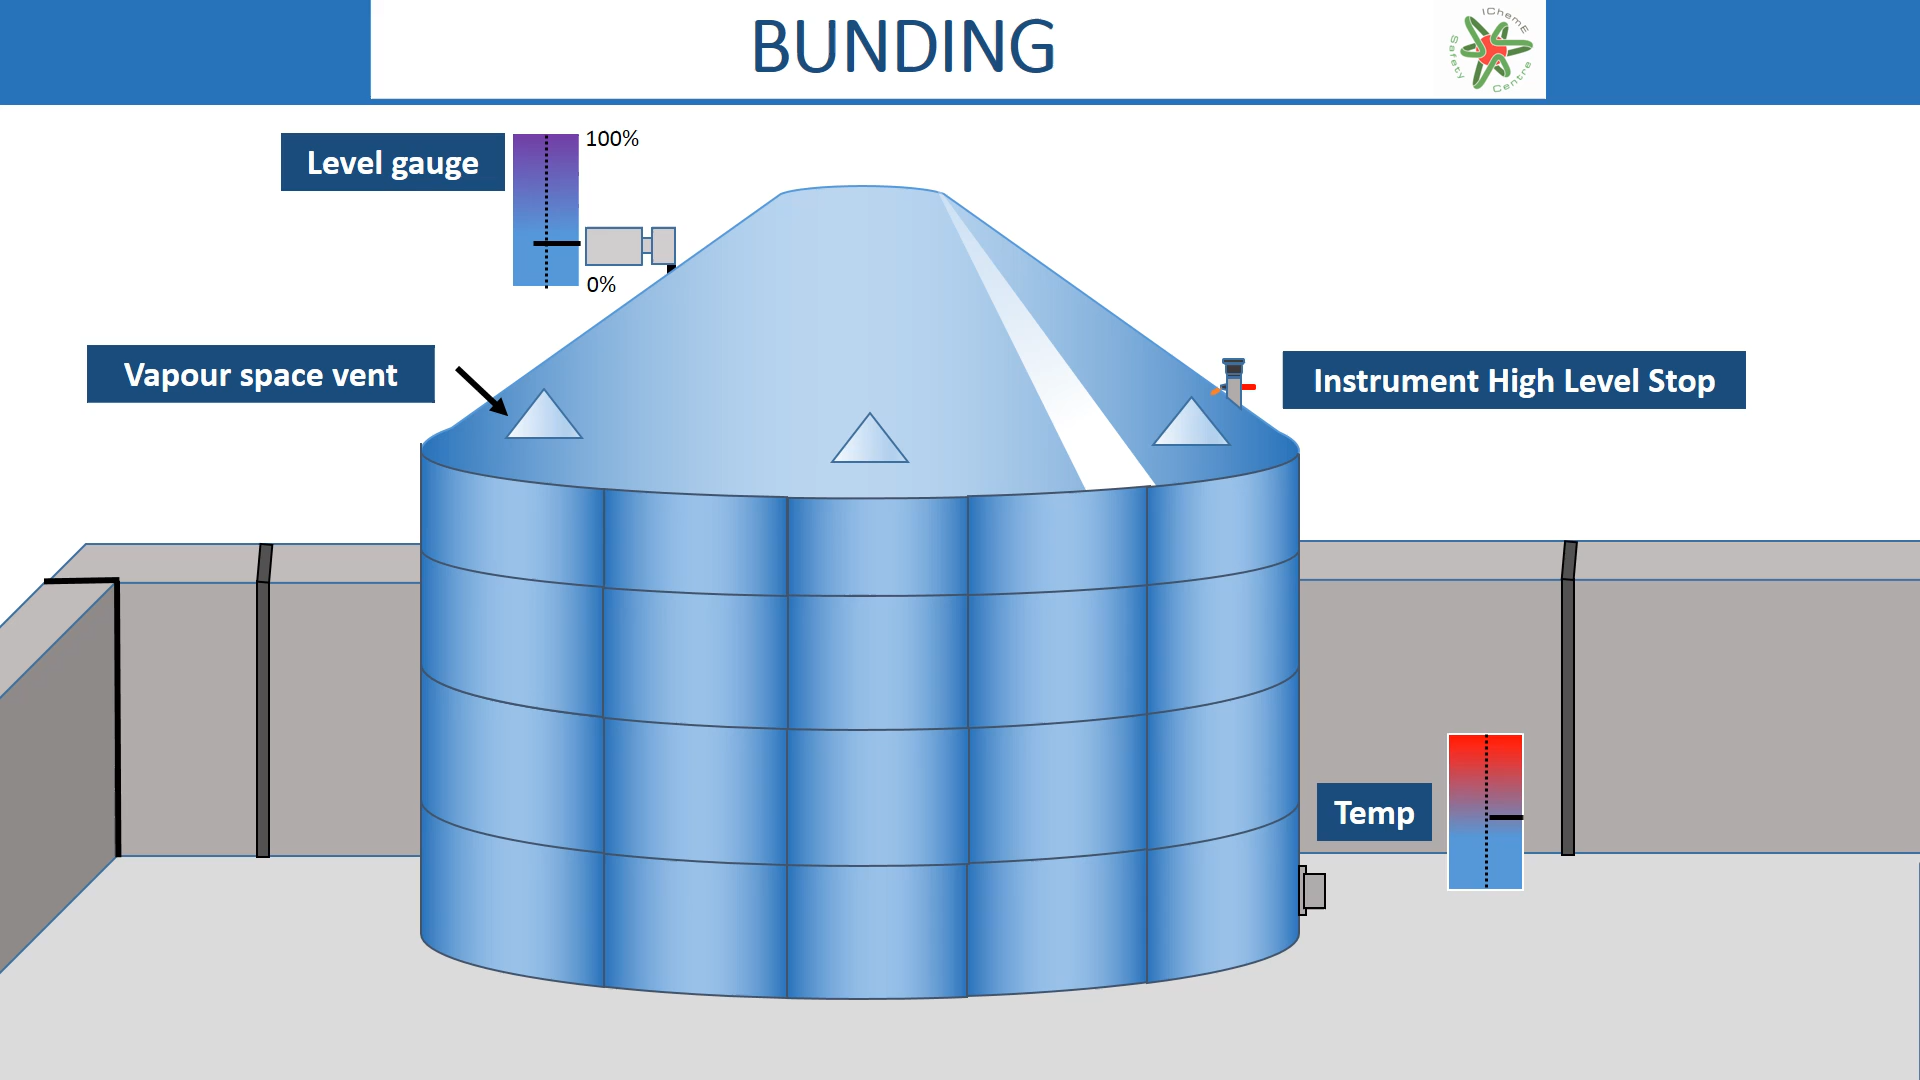 BUNDING
IChemE
Safety
Centre
Level gauge
100%
0%
Vapour space vent
Instrument High Level Stop
Temp